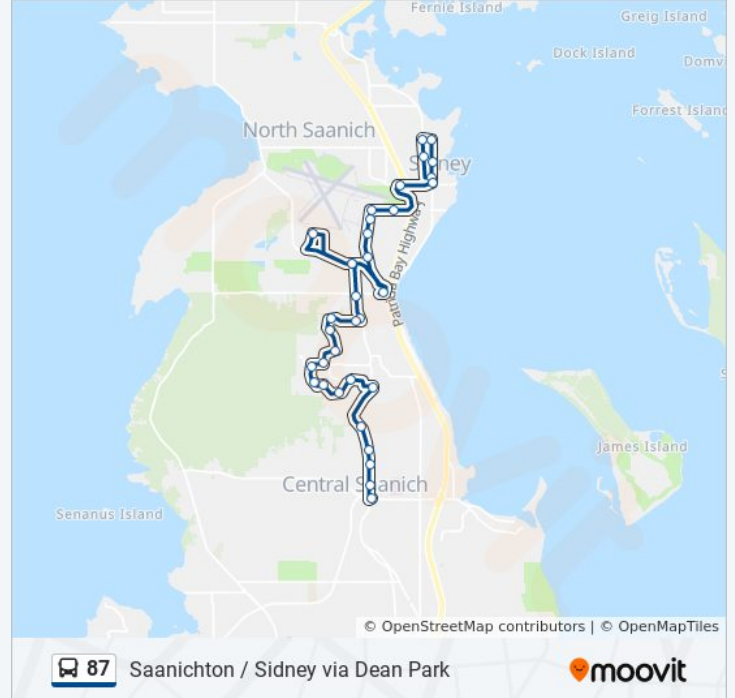 Fernie Island
Greig Island
Dock Island
Domv
Forrest Island
North Saanich
Sidney
Patricia Bay Highway
James Island
Central Saanich
Senanus Island
© OpenStreetMap contributors | © OpenMapTiles
87 Saanichton / Sidney via Dean Park
moovit